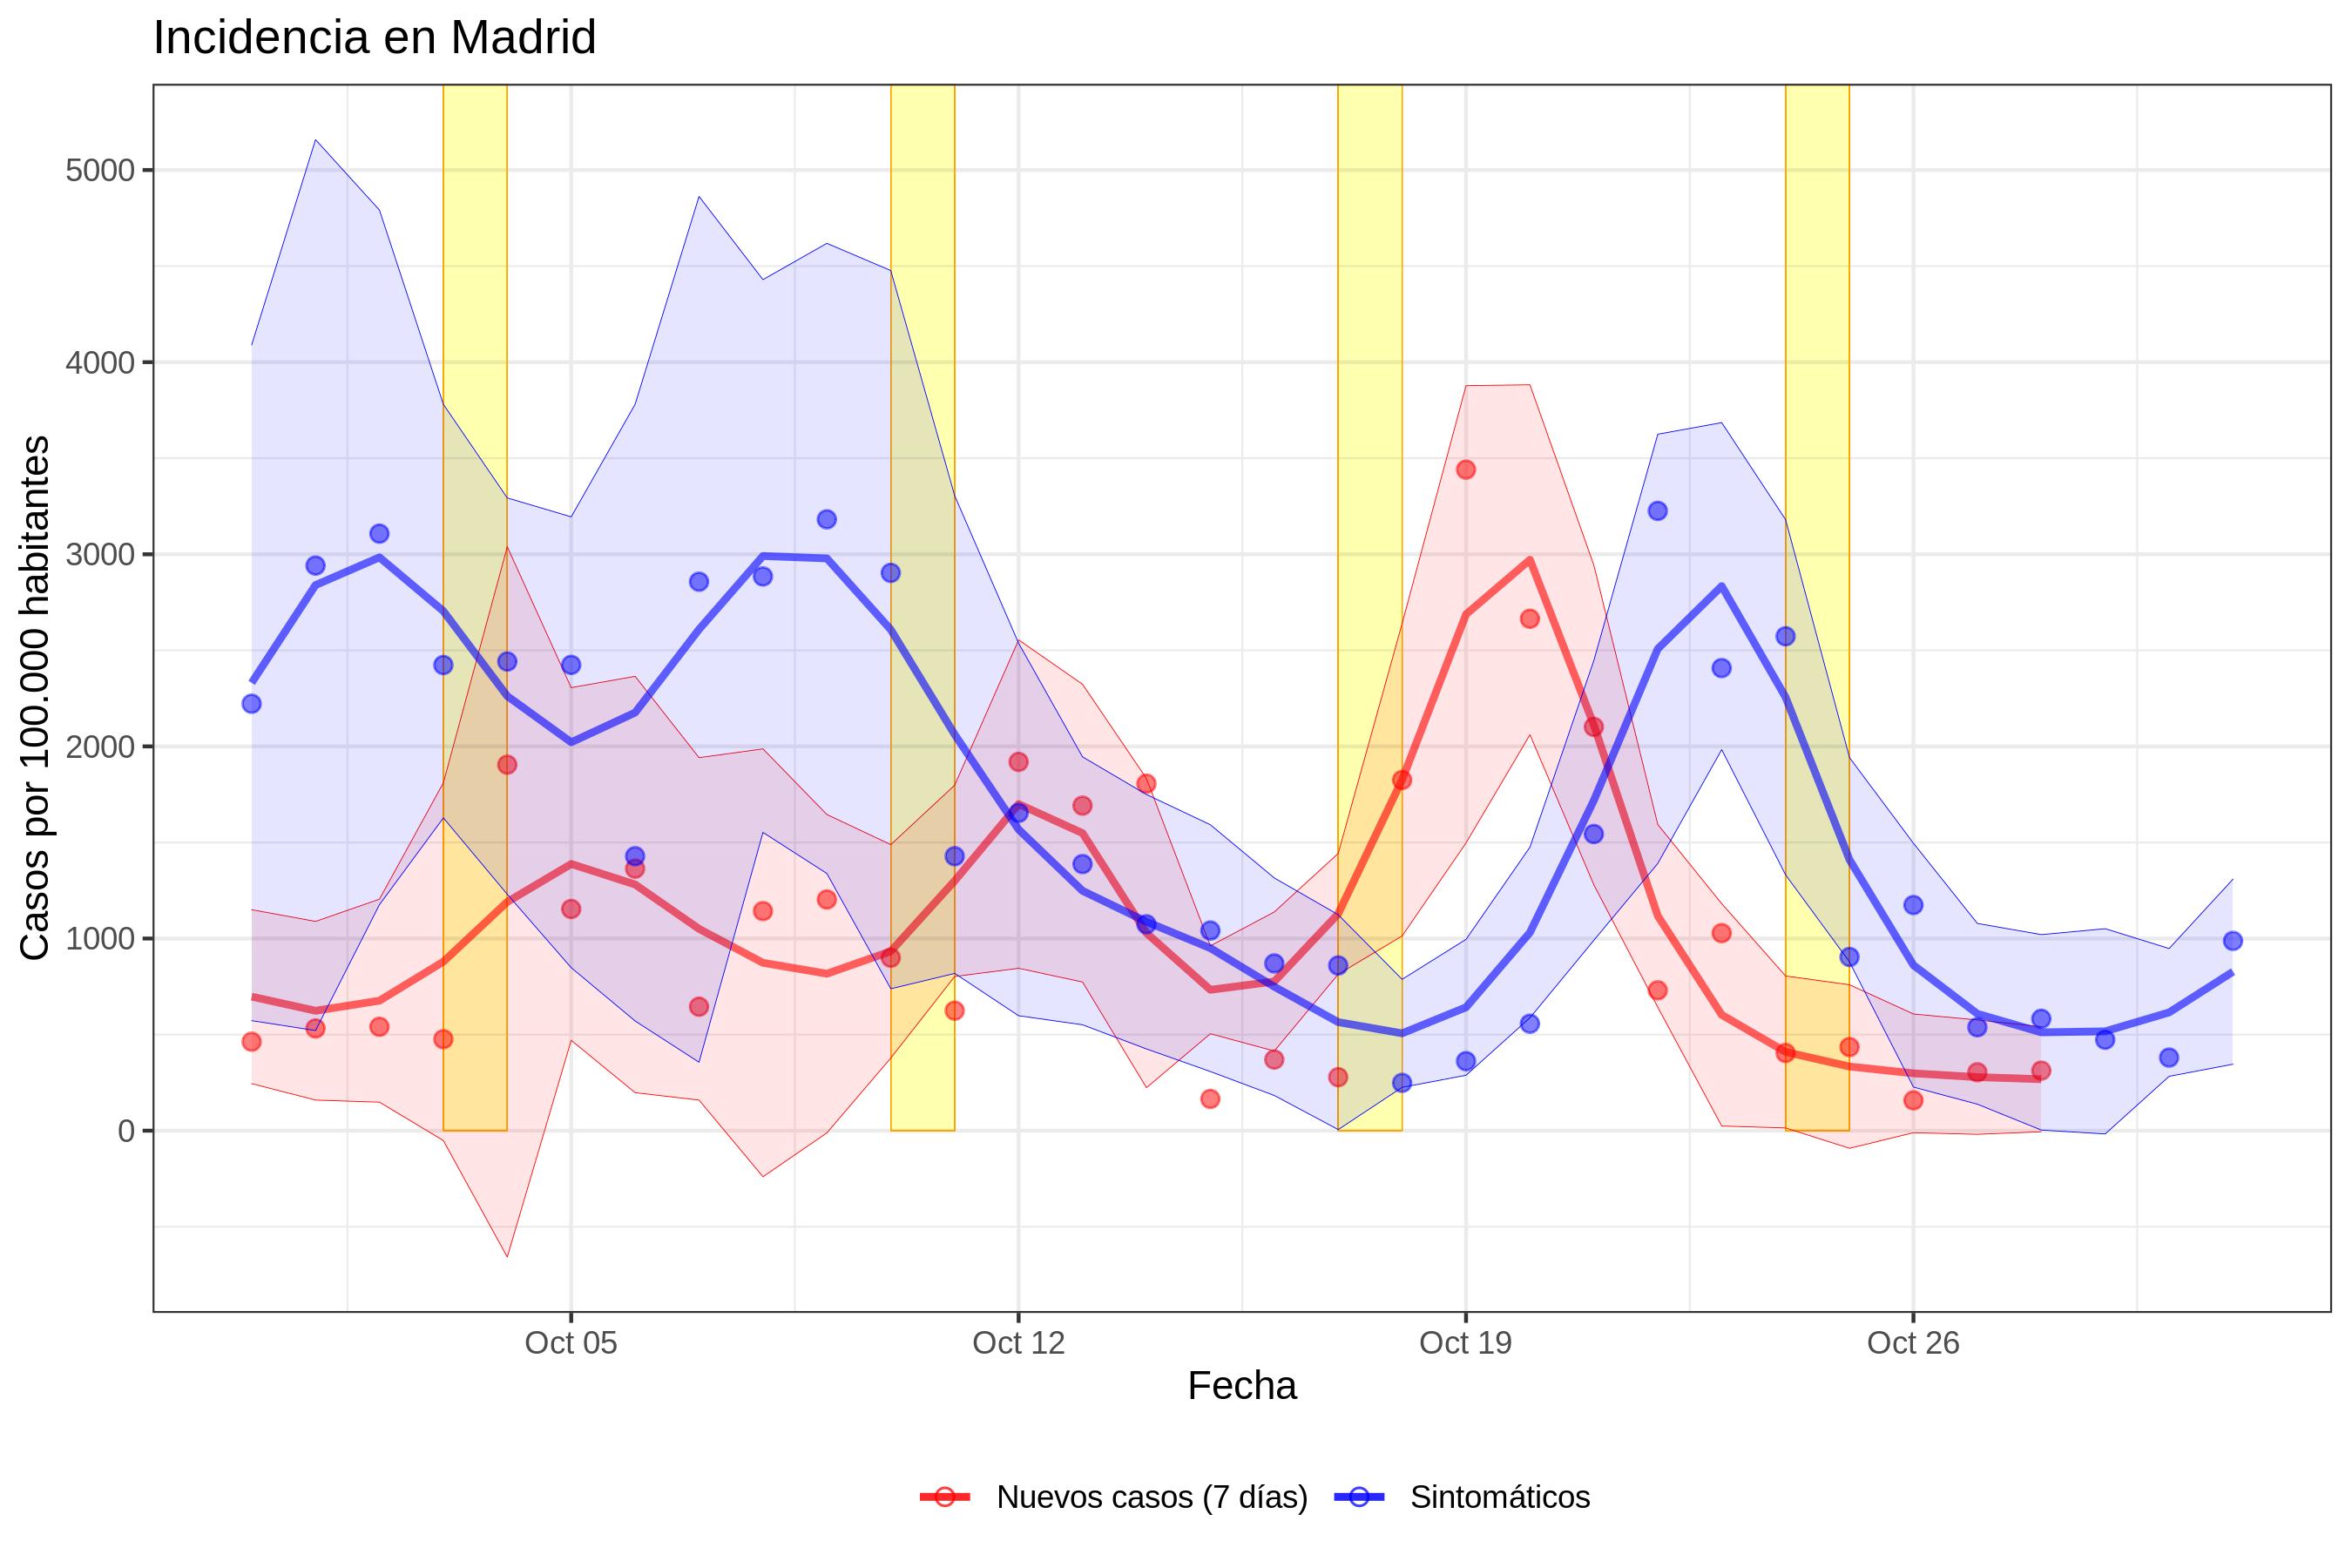 Incidencia en Madrid
Casos por 100.000 habitantes
5000
4000
3000
2000
1000
0
Oct 05
Oct 12
Oct 19
Oct 26
Fecha
Nuevos casos (7 días)
Sintomáticos